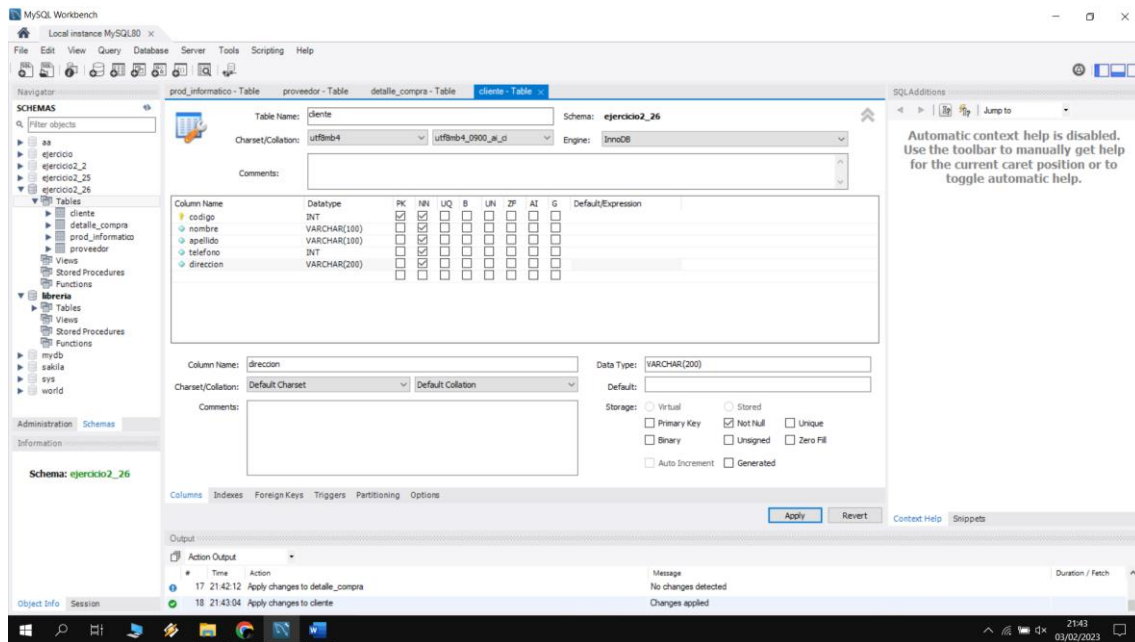 MySQL Workbench
Local instance MySQL80 ×
File Edit View Query Database Server Tools Scripting Help
Navigator
SCHEMAS
Filter objects
aa
ejercicio
ejercicio2_2
ejercicio2_25
ejercicio2_26
Tables
cliente
detalle_compra
prod_informatico
proveedor
Views
Stored Procedures
Functions
libreria
Tables
Views
Stored Procedures
Functions
mydb
sakila
sys
world
Administration Schemas
Information
Schema: ejercicio2_26
Object Info Session
prod_informatico - Table proveedor - Table detalle_compra - Table cliente - Table ×
Table Name: cliente Schema: ejercicio2_26
Charset/Collation: utf8mb4 utf8mb4_0900_ai_ci Engine: InnoDB
Comments:
Column Name Datatype PK NN UQ B UN ZF AI G Default/Expression
codigo INT
nombre VARCHAR(100)
apellido VARCHAR(100)
telefono INT
direccion VARCHAR(200)
Column Name: direccion Data Type: VARCHAR(200)
Charset/Collation: Default Charset Default Collation Default:
Comments: Storage: Virtual Stored
Primary Key Not Null Unique
Binary Unsigned Zero Fill
Auto Increment Generated
Columns Indexes Foreign Keys Triggers Partitioning Options
Apply Revert
Output
Action Output
# Time Action Message Duration / Fetch
17 21:42:12 Apply changes to detalle_compra No changes detected
18 21:43:04 Apply changes to cliente Changes applied
SQLAdditions
Jump to
Automatic context help is disabled.
Use the toolbar to manually get help
for the current caret position or to
toggle automatic help.
Context Help Snippets
21:43
03/02/2023